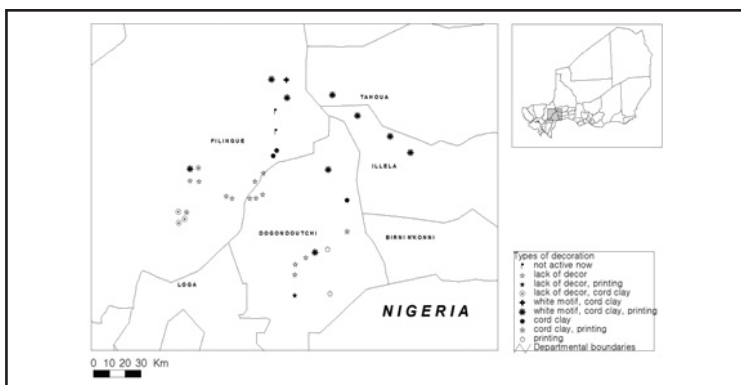 TAHOUA
FILINGUE
ILLELA
DOGONDOUTCHI
BIRNI N'KONNI
LOGA
NIGERIA
0 10 20 30 Km
Types of decoration
not active now
lack of decor
lack of decor, printing
lack of decor, cord clay
white motif, cord clay
white motif, cord clay, printing
cord clay
cord clay, printing
printing
Departmental boundaries